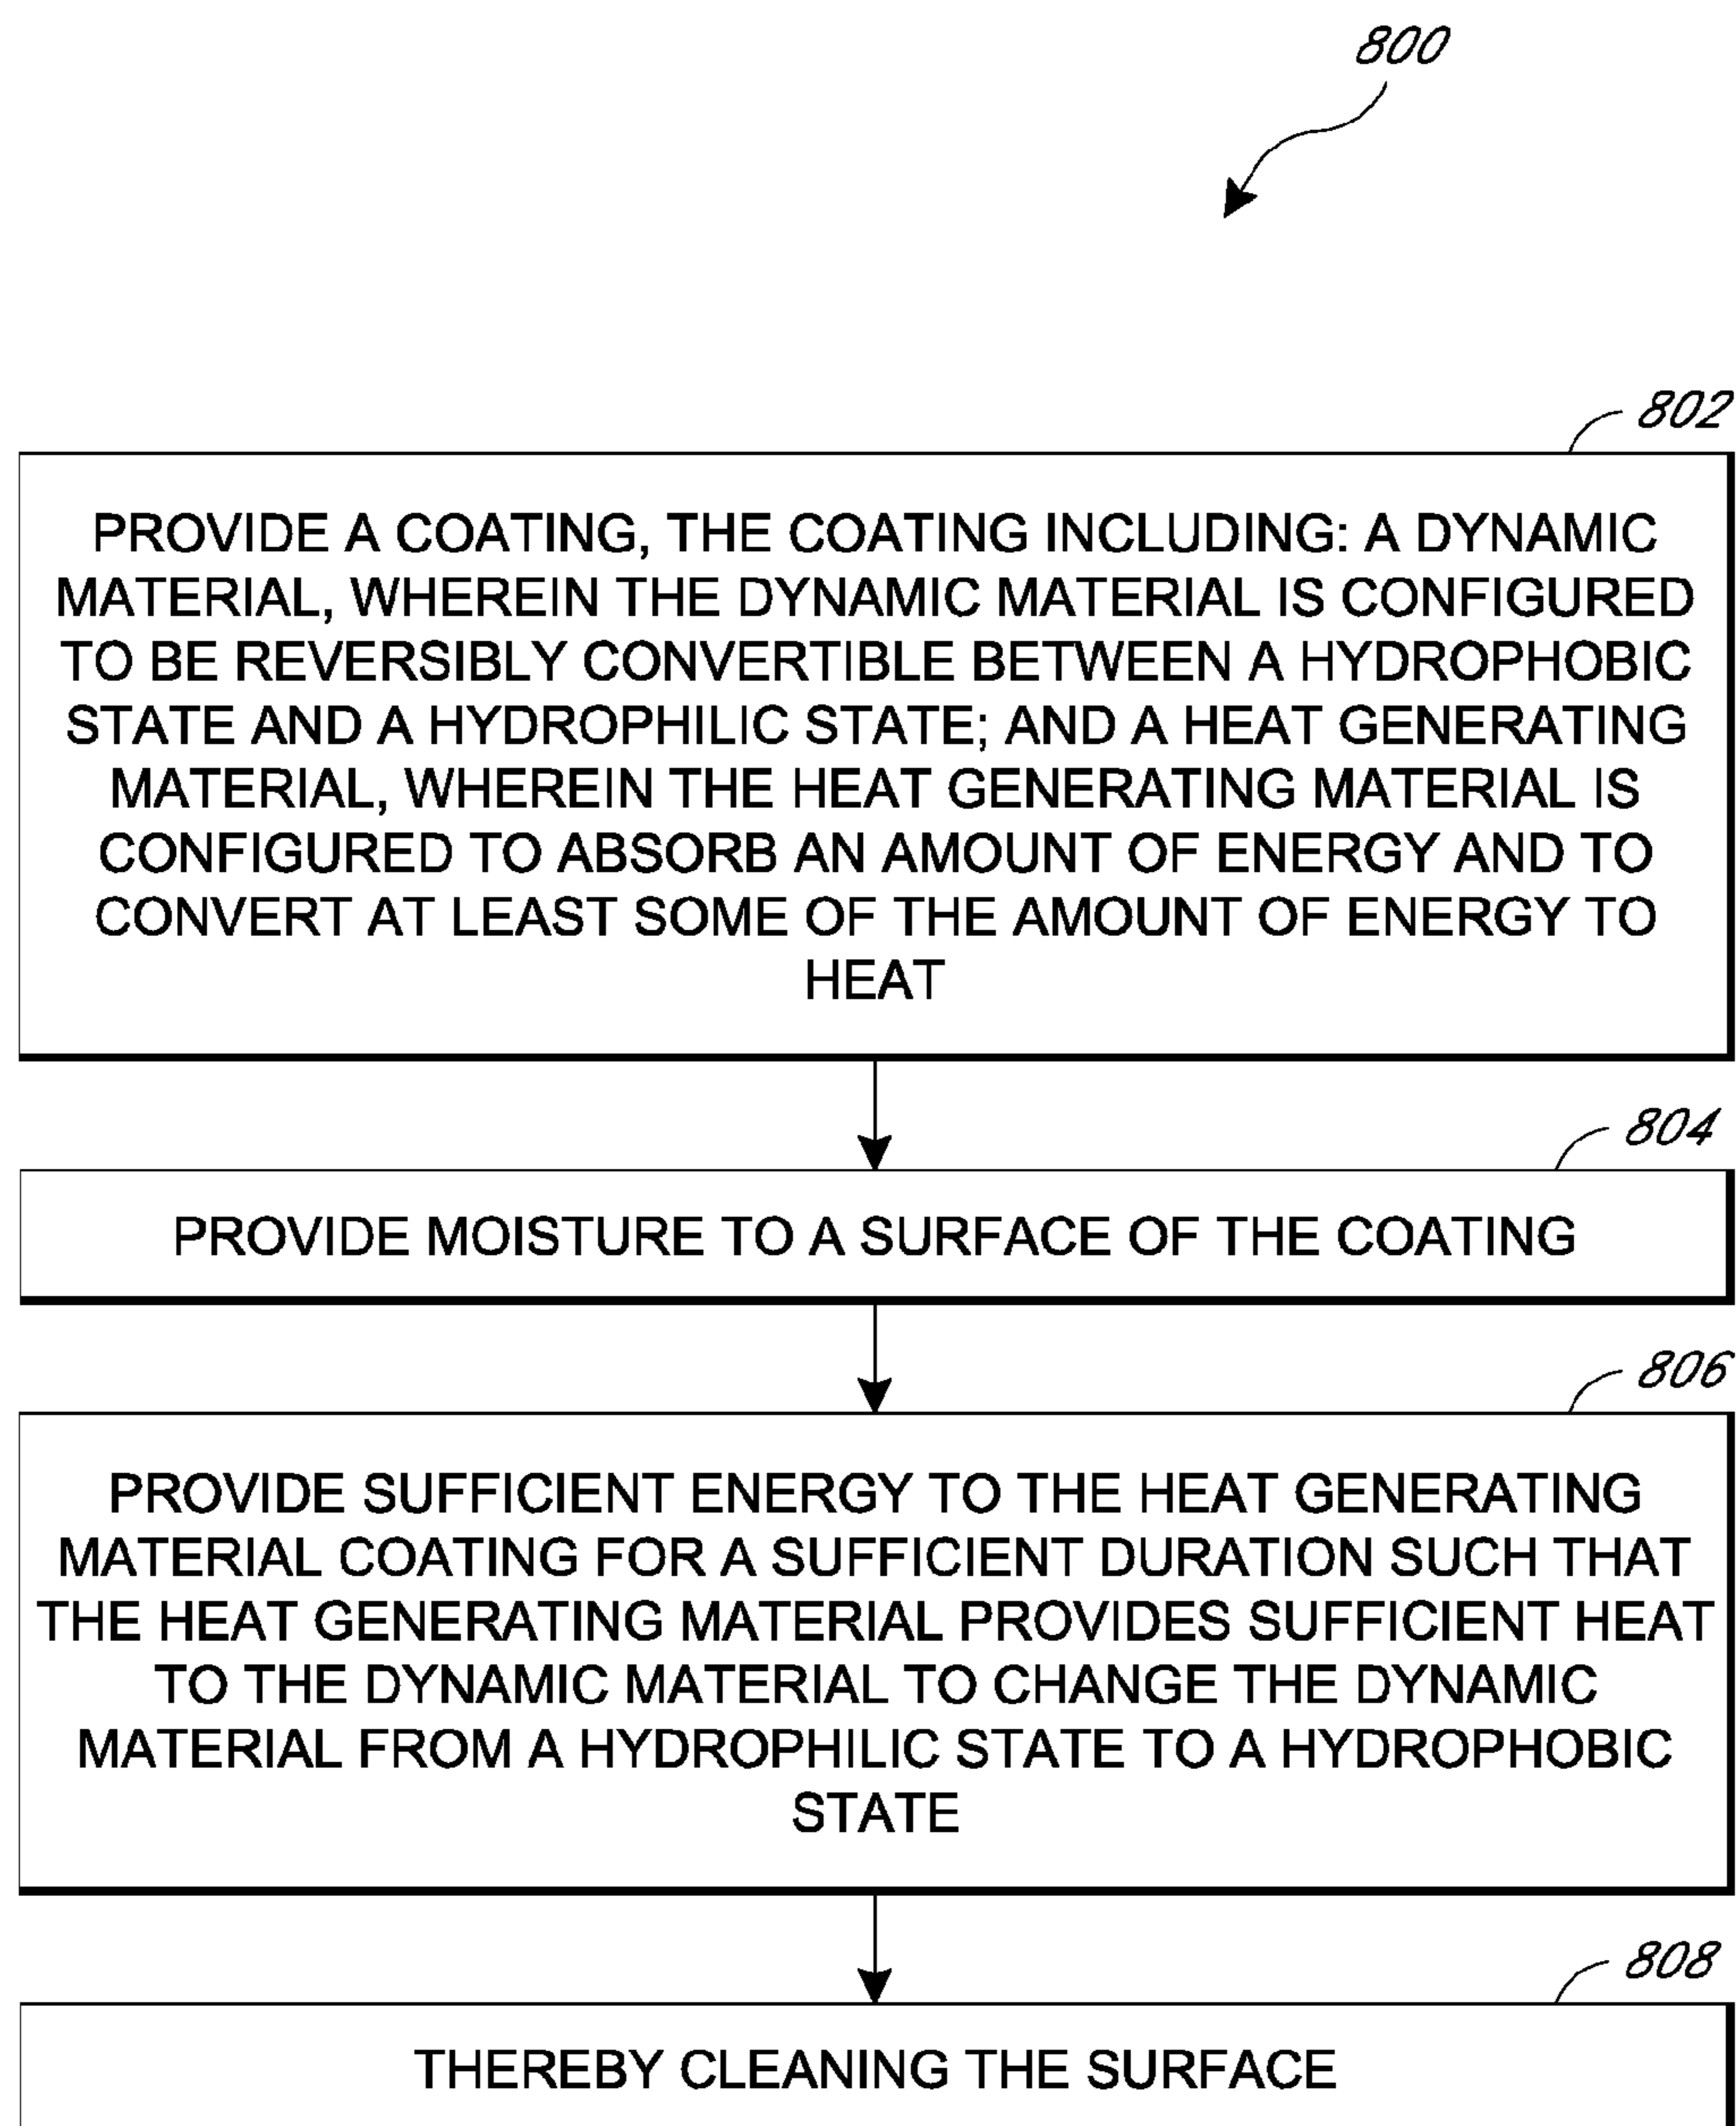 800
802
PROVIDE A COATING, THE COATING INCLUDING: A DYNAMIC
MATERIAL, WHEREIN THE DYNAMIC MATERIAL IS CONFIGURED
TO BE REVERSIBLY CONVERTIBLE BETWEEN A HYDROPHOBIC
STATE AND A HYDROPHILIC STATE; AND A HEAT GENERATING
MATERIAL, WHEREIN THE HEAT GENERATING MATERIAL IS
CONFIGURED TO ABSORB AN AMOUNT OF ENERGY AND TO
CONVERT AT LEAST SOME OF THE AMOUNT OF ENERGY TO
HEAT
804
PROVIDE MOISTURE TO A SURFACE OF THE COATING
806
PROVIDE SUFFICIENT ENERGY TO THE HEAT GENERATING
MATERIAL COATING FOR A SUFFICIENT DURATION SUCH THAT
THE HEAT GENERATING MATERIAL PROVIDES SUFFICIENT HEAT
TO THE DYNAMIC MATERIAL TO CHANGE THE DYNAMIC
MATERIAL FROM A HYDROPHILIC STATE TO A HYDROPHOBIC
STATE
808
THEREBY CLEANING THE SURFACE